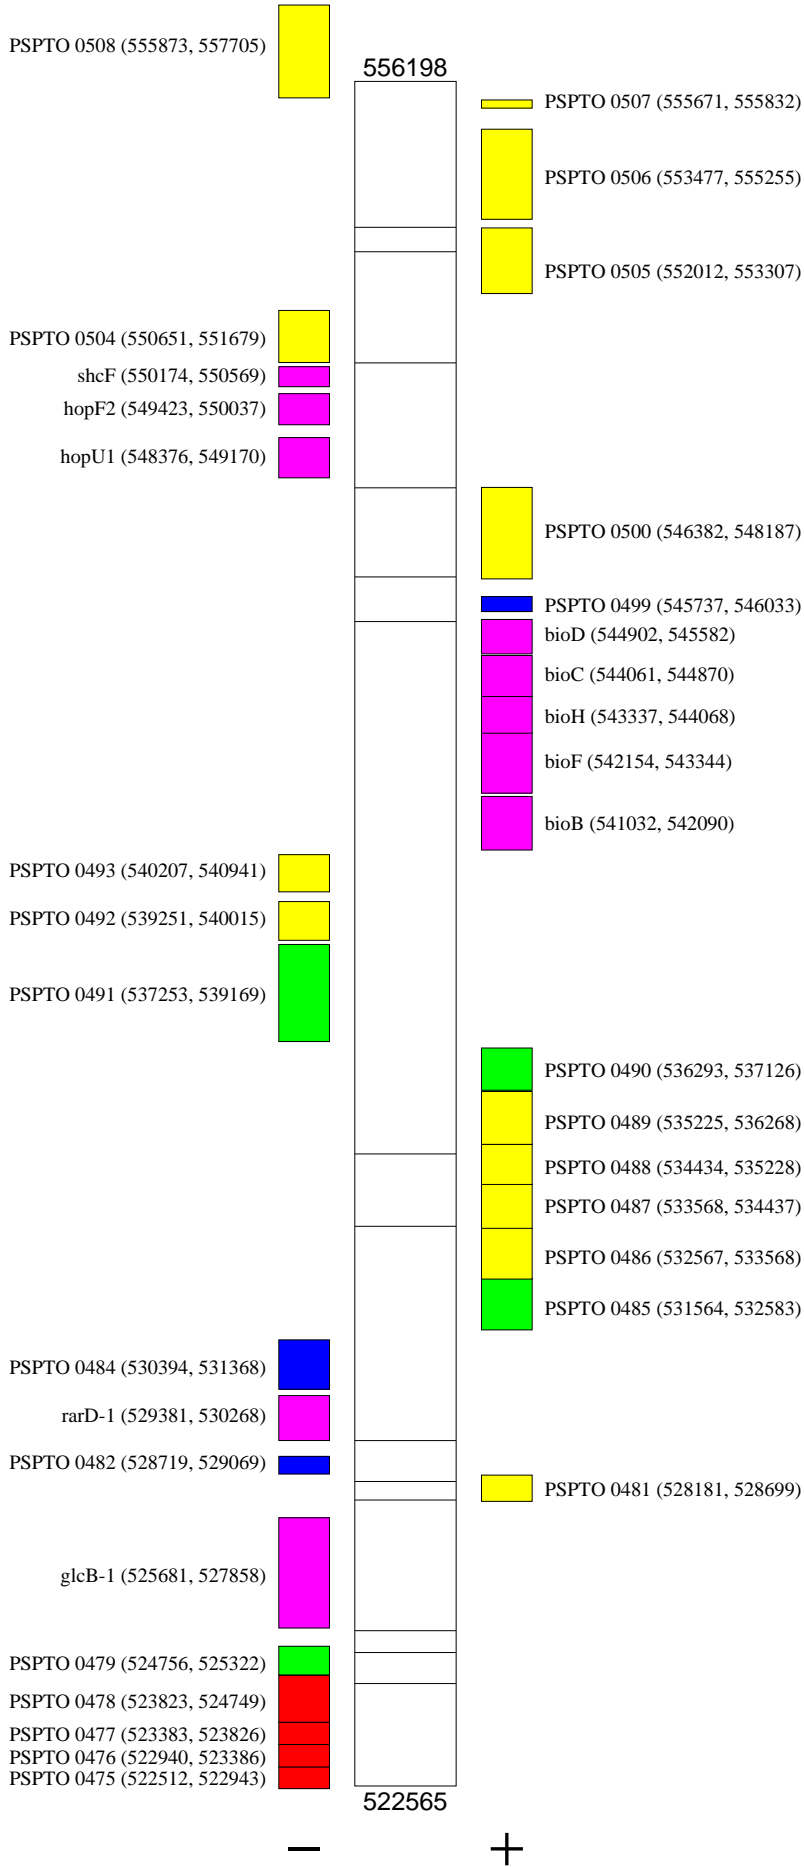 PSPTO 0508 (555873, 557705)
556198
PSPTO 0507 (555671, 555832)
PSPTO 0506 (553477, 555255)
PSPTO 0505 (552012, 553307)
PSPTO 0504 (550651, 551679)
shcF (550174, 550569)
hopF2 (549423, 550037)
hopU1 (548376, 549170)
PSPTO 0500 (546382, 548187)
PSPTO 0499 (545737, 546033)
bioD (544902, 545582)
bioC (544061, 544870)
bioH (543337, 544068)
bioF (542154, 543344)
bioB (541032, 542090)
PSPTO 0493 (540207, 540941)
PSPTO 0492 (539251, 540015)
PSPTO 0491 (537253, 539169)
PSPTO 0490 (536293, 537126)
PSPTO 0489 (535225, 536268)
PSPTO 0488 (534434, 535228)
PSPTO 0487 (533568, 534437)
PSPTO 0486 (532567, 533568)
PSPTO 0485 (531564, 532583)
PSPTO 0484 (530394, 531368)
rarD-1 (529381, 530268)
PSPTO 0482 (528719, 529069)
PSPTO 0481 (528181, 528699)
glcB-1 (525681, 527858)
PSPTO 0479 (524756, 525322)
PSPTO 0478 (523823, 524749)
PSPTO 0477 (523383, 523826)
PSPTO 0476 (522940, 523386)
PSPTO 0475 (522512, 522943)
522565
− +